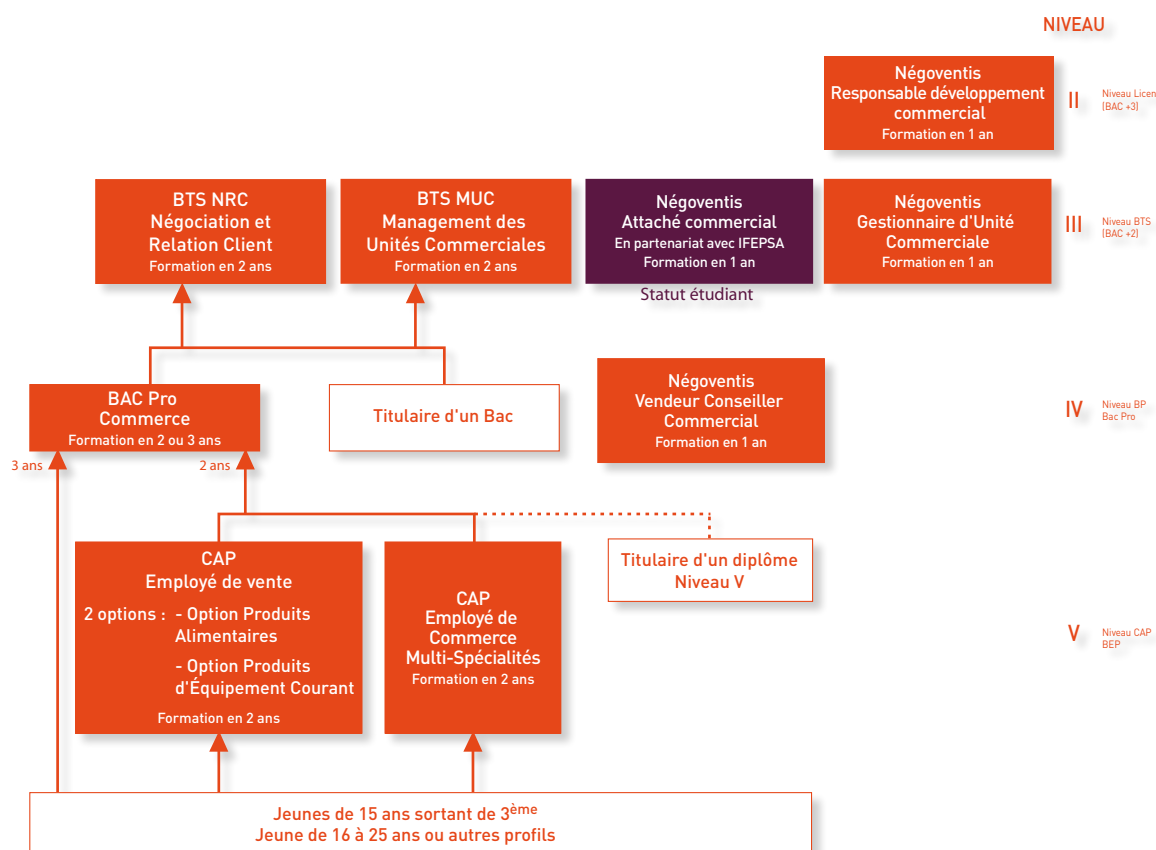 NIVEAU
Négoventis
Responsable développement
commercial
Formation en 1 an
II
Niveau Licen
(BAC +3)
BTS NRC
Négociation et
Relation Client
Formation en 2 ans
BTS MUC
Management des
Unités Commerciales
Formation en 2 ans
Négoventis
Attaché commercial
En partenariat avec IFEPSA
Formation en 1 an
Statut étudiant
Négoventis
Gestionnaire d'Unité
Commerciale
Formation en 1 an
III
Niveau BTS
(BAC +2)
BAC Pro
Commerce
Formation en 2 ou 3 ans
Titulaire d'un Bac
Négoventis
Vendeur Conseiller
Commercial
Formation en 1 an
IV
Niveau BP
Bac Pro
3 ans
2 ans
CAP
Employé de vente
2 options : - Option Produits
Alimentaires
- Option Produits
d'Équipement Courant
Formation en 2 ans
CAP
Employé de
Commerce
Multi-Spécialités
Formation en 2 ans
Titulaire d'un diplôme
Niveau V
V
Niveau CAP
BEP
Jeunes de 15 ans sortant de 3ème
Jeune de 16 à 25 ans ou autres profils